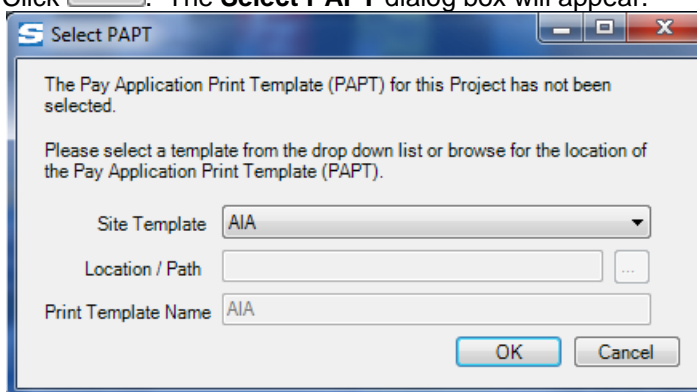 Click . The Select PAPT dialog box will appear.
Select PAPT
The Pay Application Print Template (PAPT) for this Project has not been
selected.
Please select a template from the drop down list or browse for the location of
the Pay Application Print Template (PAPT).
Site Template AIA
Location / Path ...
Print Template Name AIA
OK Cancel